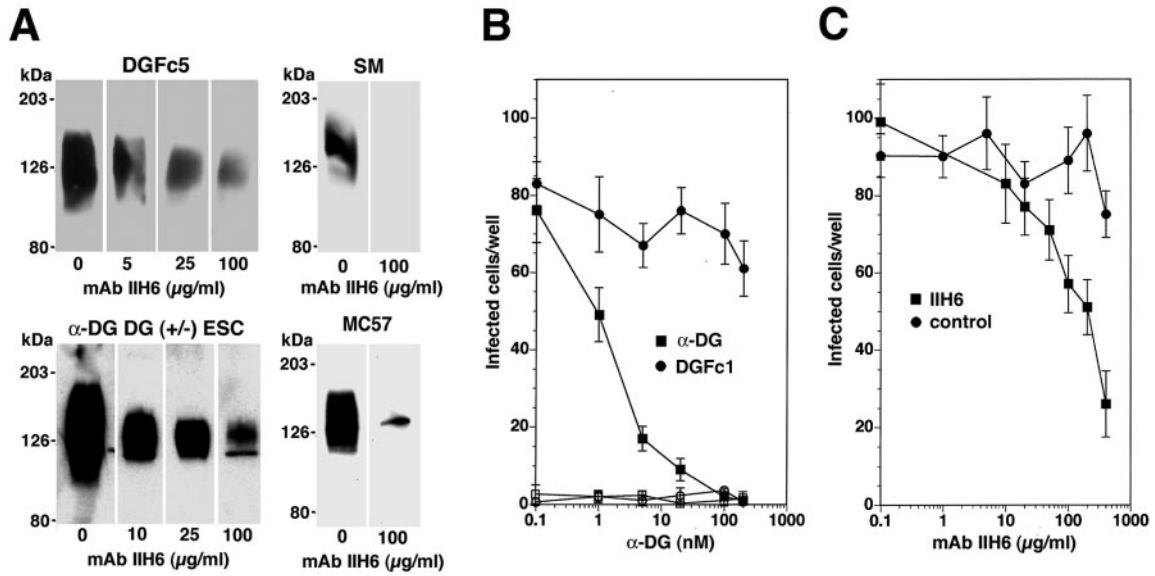 A
DGFc5
kDa
203-
126-
80-
0 5 25 100
mAb IIH6 (µg/ml)
SM
kDa
203-
126-
80-
0 100
mAb IIH6 (µg/ml)
α-DG DG (+/-) ESC
kDa
203-
126-
80-
0 10 25 100
mAb IIH6 (µg/ml)
MC57
kDa
203-
126-
80-
0 100
mAb IIH6 (µg/ml)
B
Infected cells/well
100
80
60
40
20
0
0.1 1 10 100 1000
α-DG (nM)
α-DG
DGFc1
C
Infected cells/well
100
80
60
40
20
0
0.1 1 10 100 1000
mAb IIH6 (µg/ml)
IIH6
control